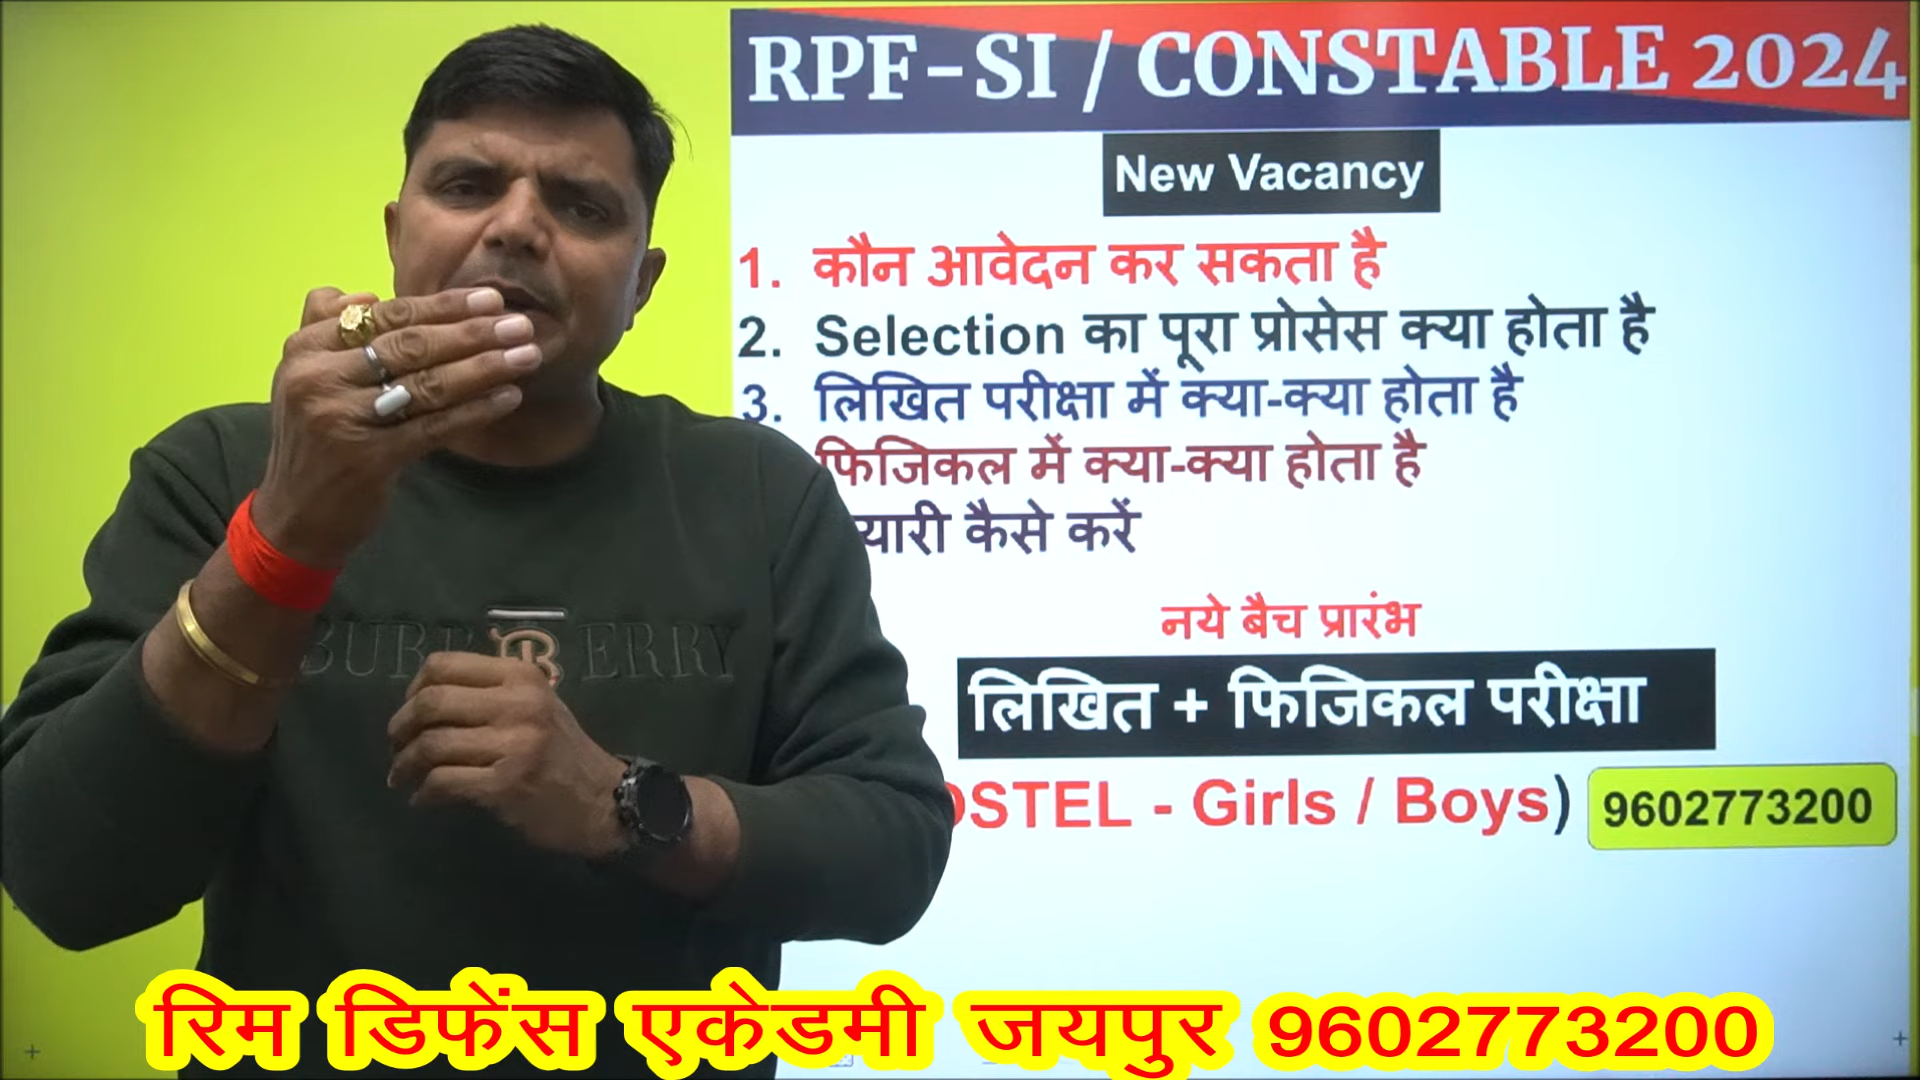 RPF-SI / CONSTABLE 2024
New Vacancy
1. कौन आवेदन कर सकता है
2. Selection का पूरा प्रोसेस क्या होता है
3. लिखित परीक्षा में क्या-क्या होता है
फिजिकल में क्या-क्या होता है
कैसे करें
नये बैच प्रारंभ
लिखित + फिजिकल परीक्षा
- Girls / Boys) 9602773200
BURBERRY
रिम डिफेंस एकेडमी जयपुर 9602773200